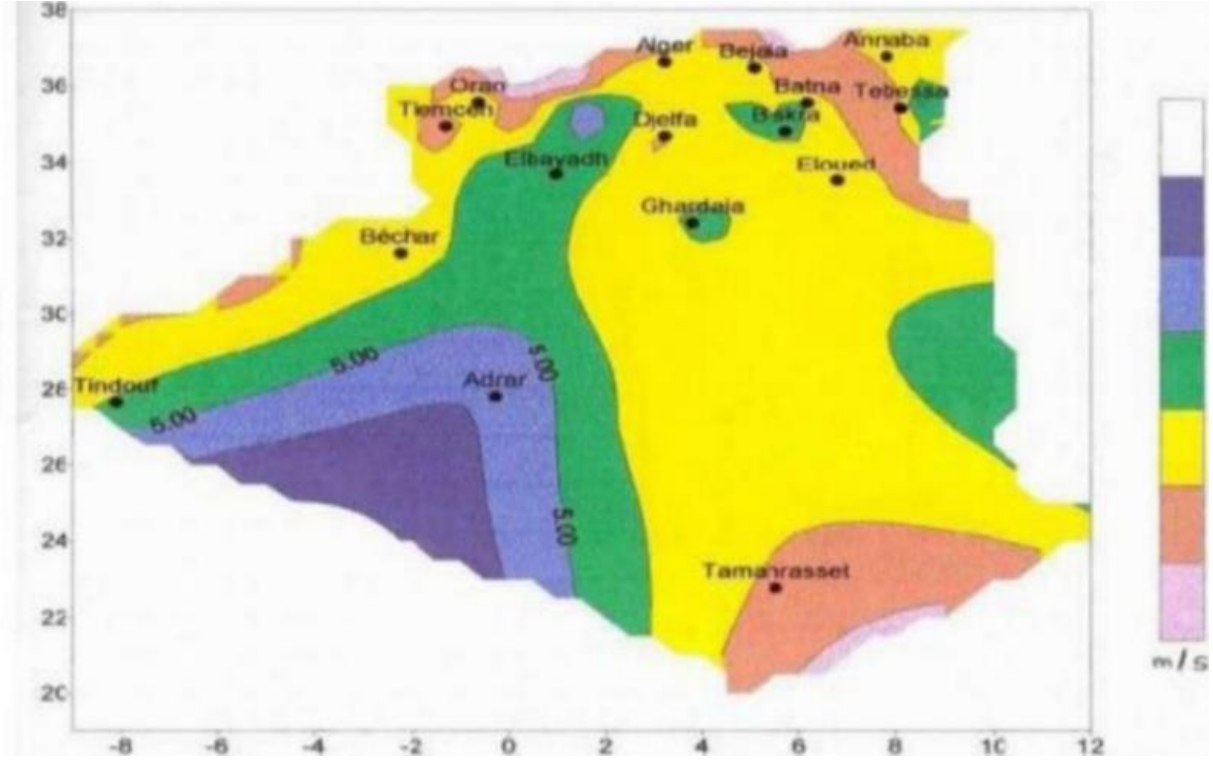 38
36
34
32
30
28
26
24
22
20
Alger
Bejaia
Annaba
Oran
Batna
Tebessa
Tlemcen
Djelfa
Biskra
Elbayadh
Eloued
Ghardaia
Béchar
5.00
5.00
Adrar
Tindouf
5.00
5.00
Tamanrasset
m/s
-8 -6 -4 -2 0 2 4 6 8 10 12